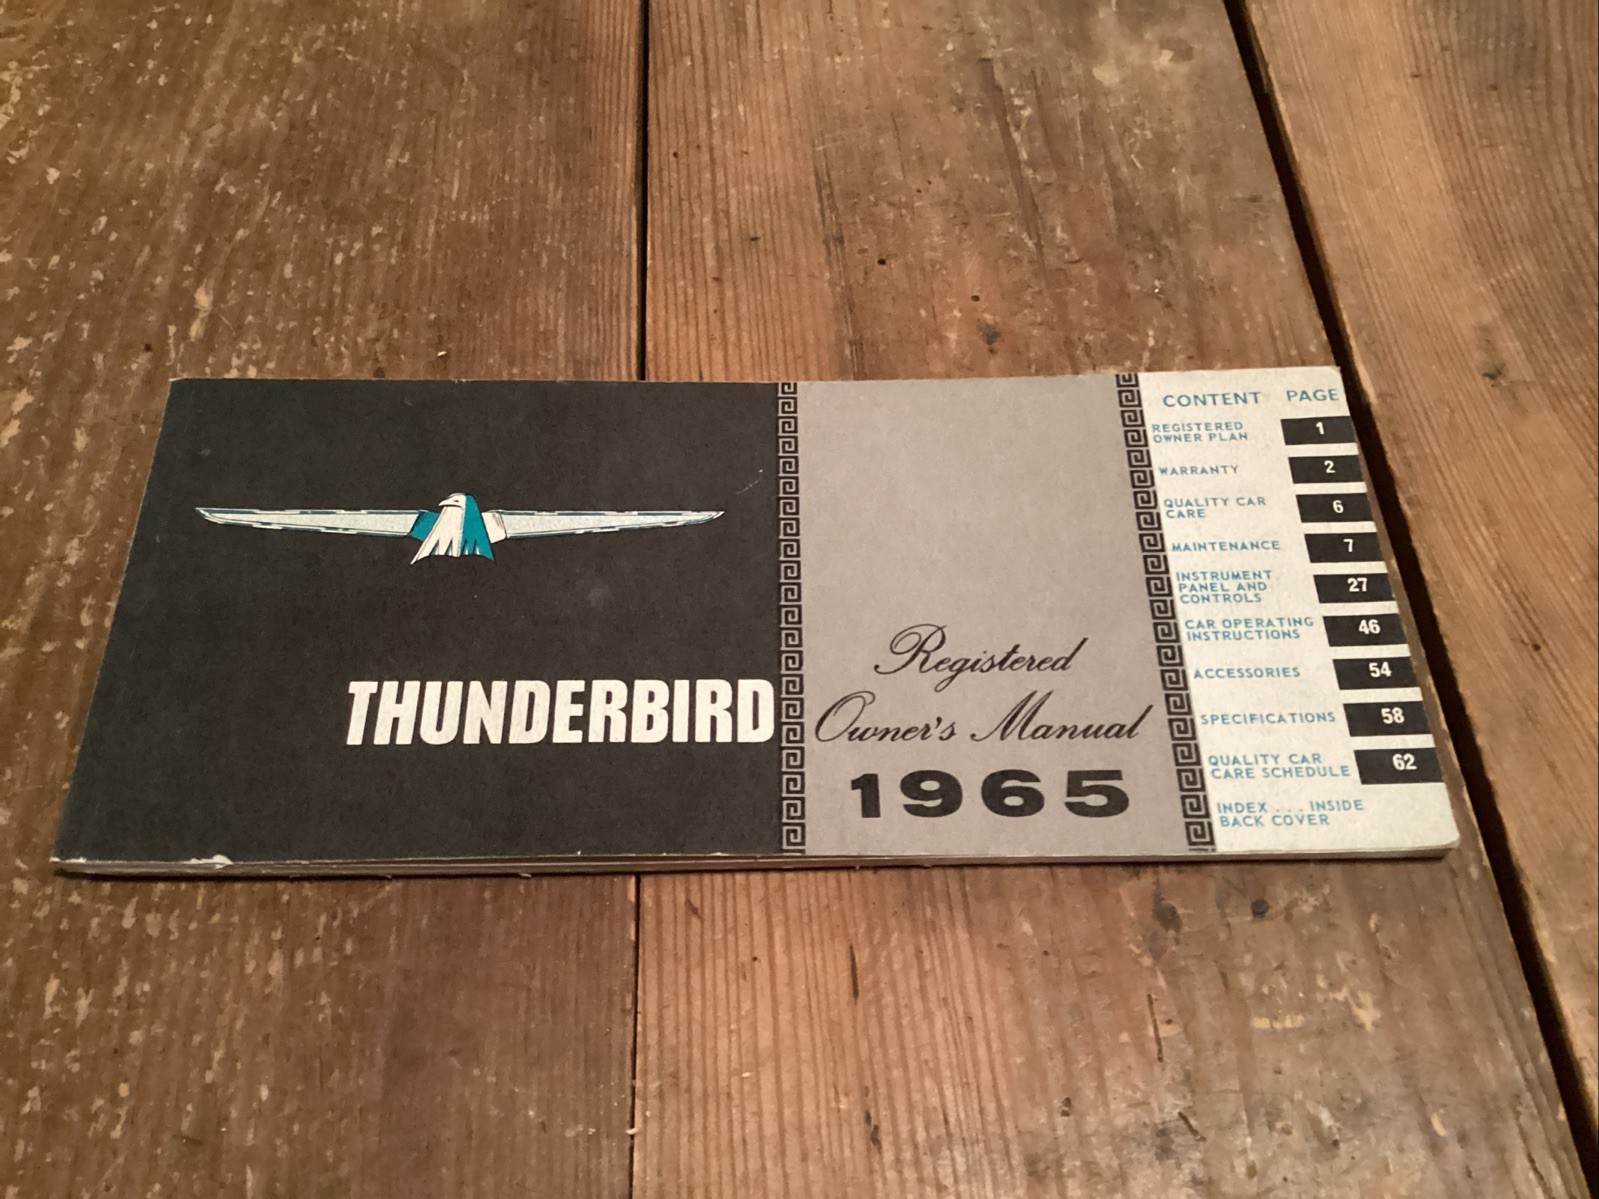 THUNDERBIRD
Registered
Owner's Manual
1965
CONTENT PAGE
REGISTERED
OWNER PLAN 1
WARRANTY 2
QUALITY CAR
CARE 6
MAINTENANCE 7
INSTRUMENT
PANEL AND
CONTROLS 27
CAR OPERATING
INSTRUCTIONS 46
ACCESSORIES 54
SPECIFICATIONS 58
QUALITY CAR
CARE SCHEDULE 62
INDEX . . . INSIDE
BACK COVER